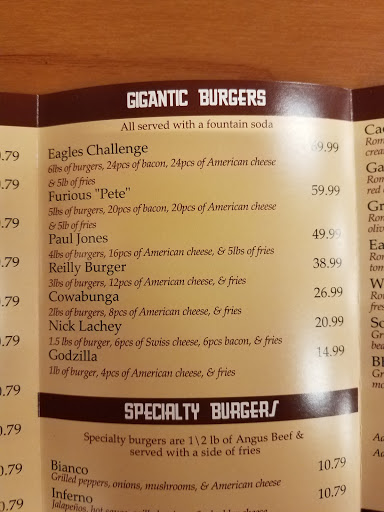 GIGANTIC BURGERS
All served with a fountain soda
Eagles Challenge 69.99
6lbs of burgers, 24pcs of bacon, 24pcs of American cheese
& 5lb of fries
Furious "Pete" 59.99
5lbs of burgers, 20pcs of bacon, 20pcs of American cheese
& 5lb of fries
Paul Jones 49.99
4lbs of burgers, 16pcs of American cheese, & 5lbs of fries
Reilly Burger 38.99
3lbs of burgers, 12pcs of American cheese, & fries
Cowabunga 26.99
2lbs of burgers, 8pcs of American cheese, & fries
Nick Lachey 20.99
1.5 lbs of burger, 6pcs of Swiss cheese, 6pcs bacon, & fries
Godzilla 14.99
1lb of burger, 4pcs of American cheese, & fries
SPECIALTY BURGERS
Specialty burgers are 1\2 lb of Angus Beef &
served with a side of fries
Bianco 10.79
Grilled peppers, onions, mushrooms, & American cheese
Inferno 10.79